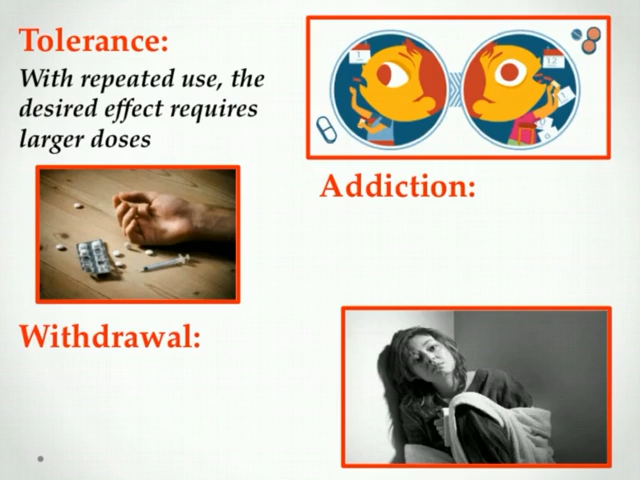 Tolerance:
With repeated use, the
desired effect requires
larger doses
Addiction:
Withdrawal: